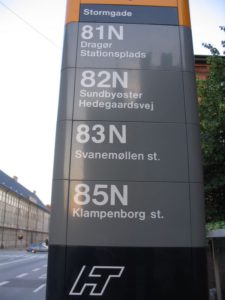 Stormgade
81N
Dragør
Stationsplads
82N
Sundbyøster
Hedegaardsvej
83N
Svanemøllen st.
85N
Klampenborg st.
HT